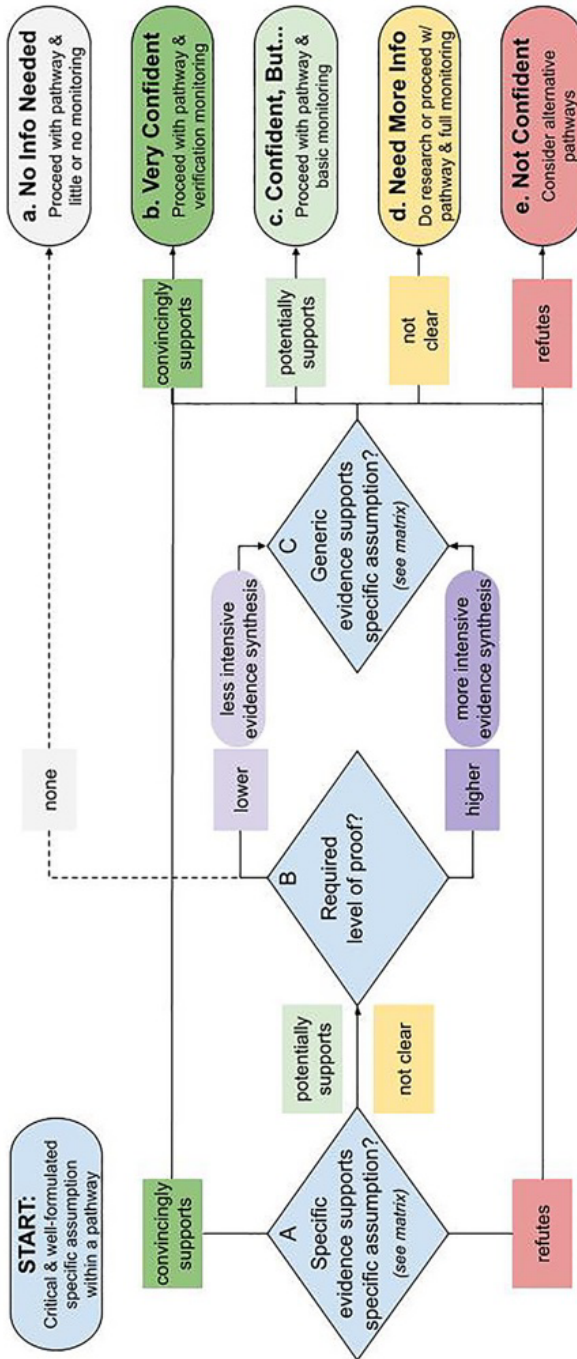 START:
Critical & well-formulated
specific assumption
within a pathway
A
Specific
evidence supports
specific assumption?
(see matrix)
convincingly
supports
potentially
supports
not clear
refutes
B
Required
level of proof?
none
lower
higher
less intensive
evidence synthesis
more intensive
evidence synthesis
C
Generic
evidence supports
specific assumption?
(see matrix)
convincingly
supports
potentially
supports
not
clear
refutes
a. No Info Needed
Proceed with pathway &
little or no monitoring
b. Very Confident
Proceed with pathway &
verification monitoring
c. Confident, But...
Proceed with pathway &
basic monitoring
d. Need More Info
Do research or proceed w/
pathway & full monitoring
e. Not Confident
Consider alternative
pathways